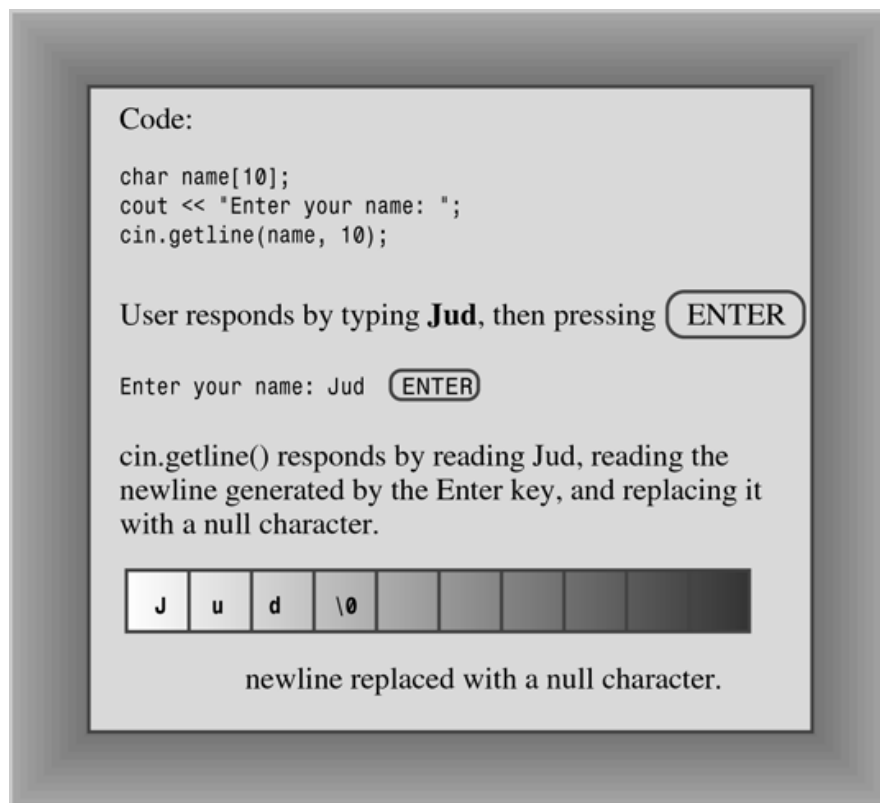 Code:
char name[10];
cout << "Enter your name: ";
cin.getline(name, 10);
User responds by typing Jud, then pressing ENTER
Enter your name: Jud ENTER
cin.getline() responds by reading Jud, reading the
newline generated by the Enter key, and replacing it
with a null character.
J u d \0
newline replaced with a null character.